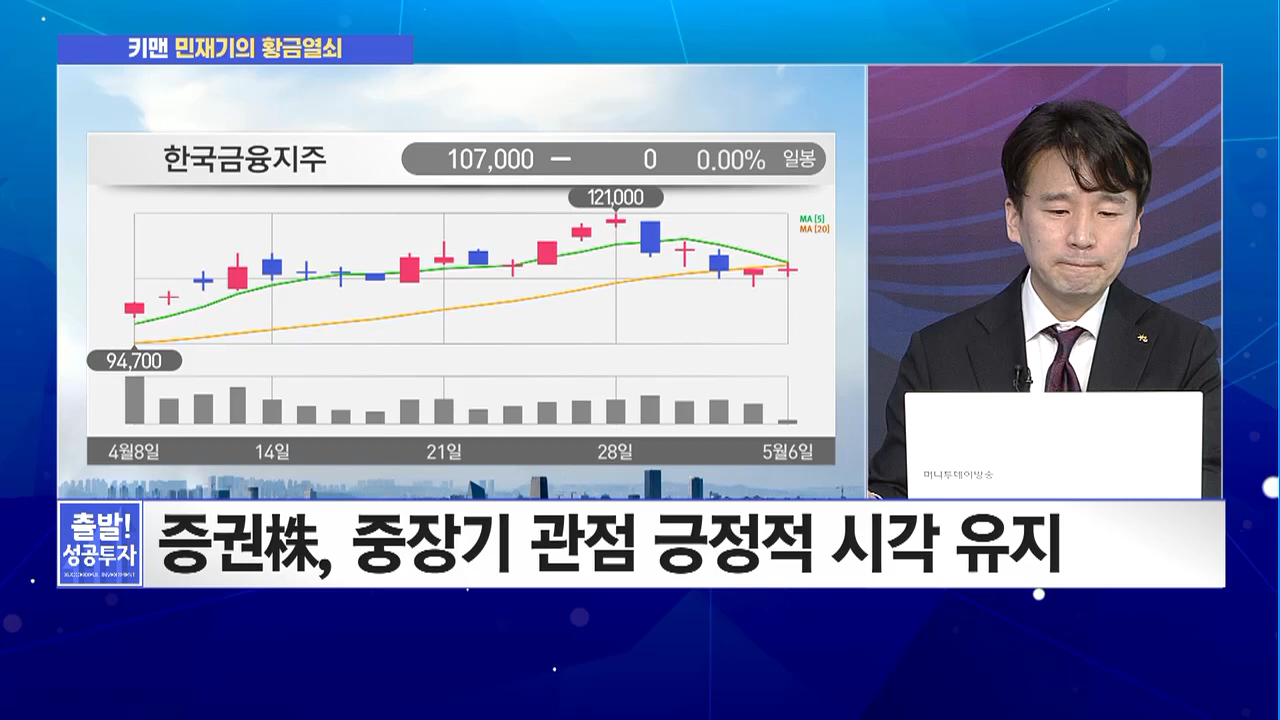 키맨 민재기의 황금열쇠
한국금융지주 107,000 － 0 0.00% 일봉
121,000
MA [5]
MA [20]
94,700
4월8일 14일 21일 28일 5월6일
머니투데이방송
출발!
성공투자
SUCCESSFUL INVESTMENT
증권株, 중장기 관점 긍정적 시각 유지